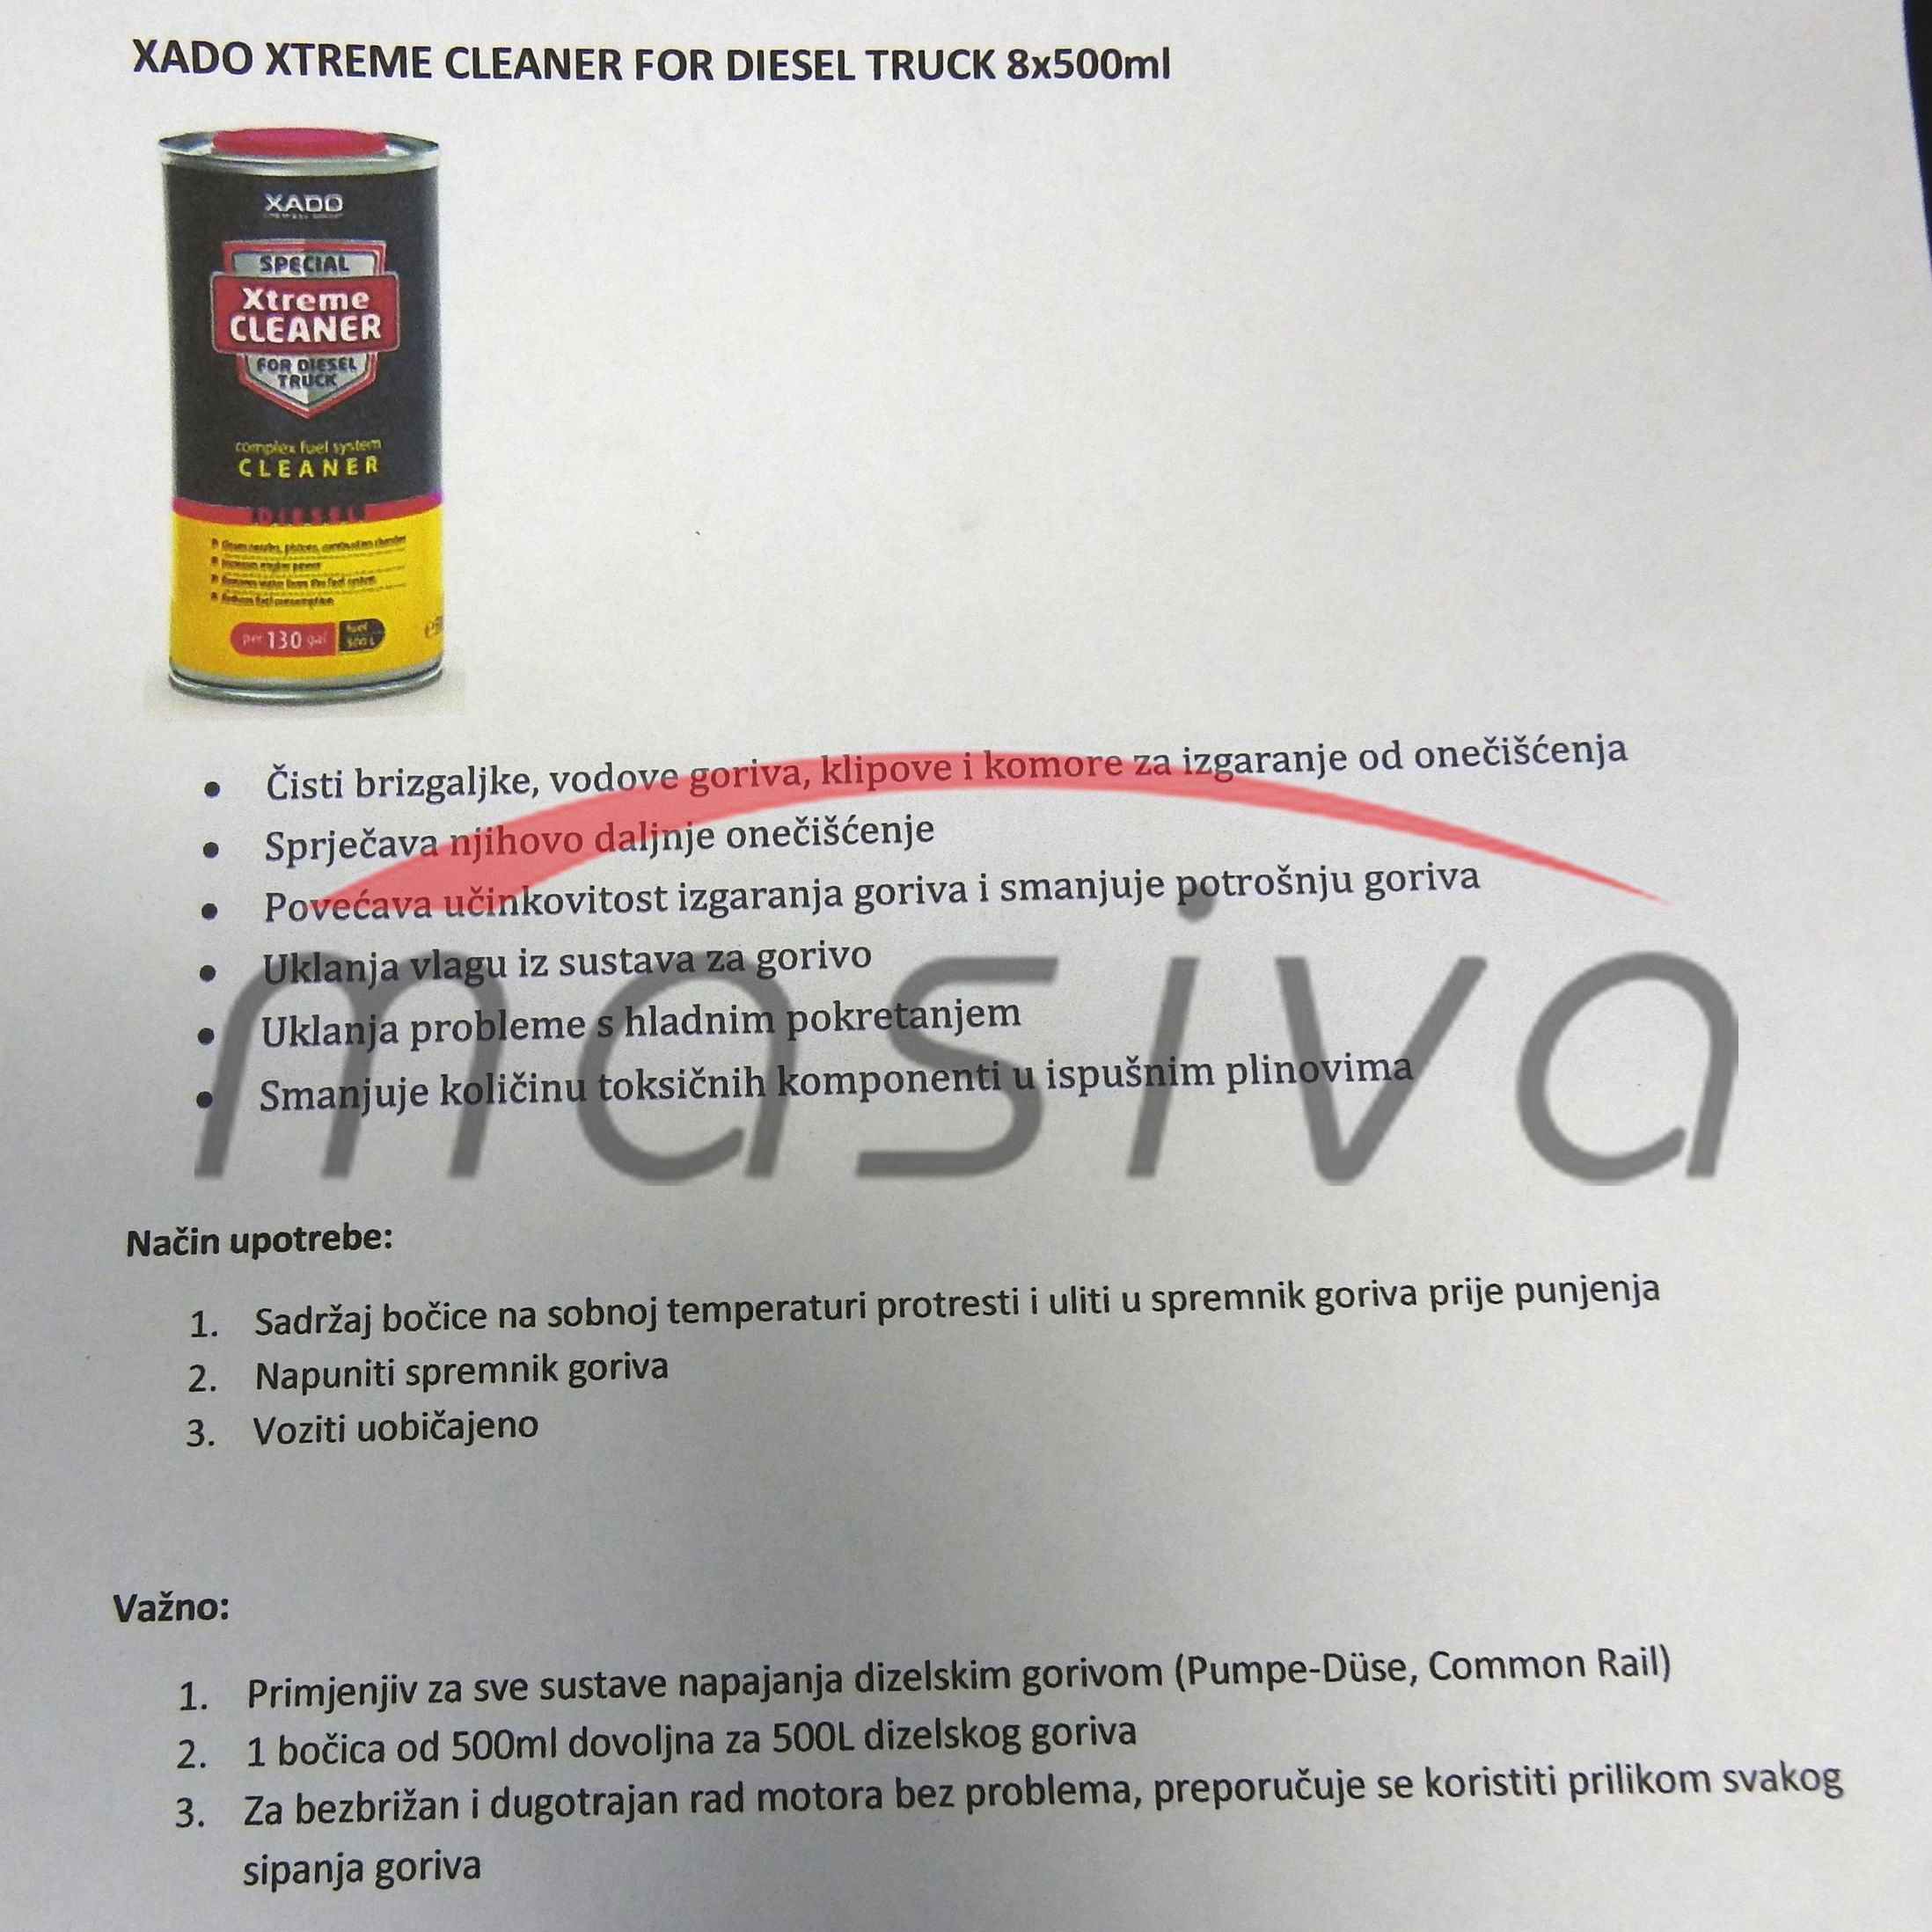 XADO XTREME CLEANER FOR DIESEL TRUCK 8x500ml
XADO
SPECIAL
Xtreme
CLEANER
FOR DIESEL
TRUCK
complex fuel system
CLEANER
DIESEL
per 130 gal
fuel
500 L
• Čisti brizgaljke, vodove goriva, klipove i komore za izgaranje od onečišćenja
• Sprječava njihovo daljnje onečišćenje
• Povećava učinkovitost izgaranja goriva i smanjuje potrošnju goriva
• Uklanja vlagu iz sustava za gorivo
• Uklanja probleme s hladnim pokretanjem
• Smanjuje količinu toksičnih komponenti u ispušnim plinovima
masiva
Način upotrebe:
1. Sadržaj bočice na sobnoj temperaturi protresti i uliti u spremnik goriva prije punjenja
2. Napuniti spremnik goriva
3. Voziti uobičajeno
Važno:
1. Primjenjiv za sve sustave napajanja dizelskim gorivom (Pumpe-Düse, Common Rail)
2. 1 bočica od 500ml dovoljna za 500L dizelskog goriva
3. Za bezbrižan i dugotrajan rad motora bez problema, preporučuje se koristiti prilikom svakog
sipanja goriva